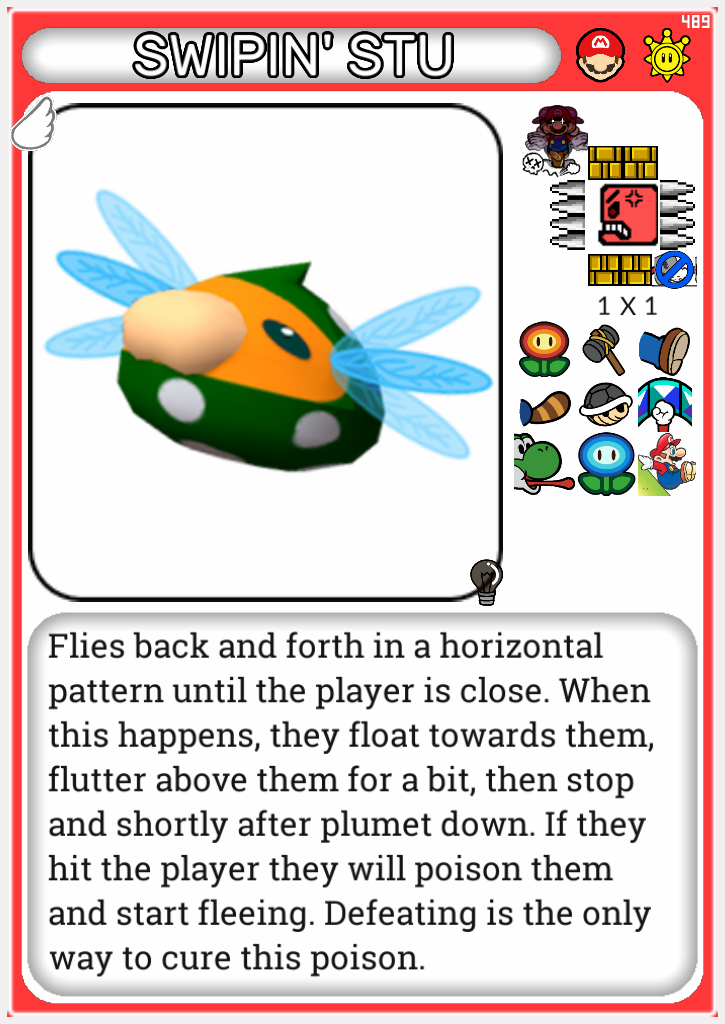 489
SWIPIN' STU
1 X 1
Flies back and forth in a horizontal
pattern until the player is close. When
this happens, they float towards them,
flutter above them for a bit, then stop
and shortly after plumet down. If they
hit the player they will poison them
and start fleeing. Defeating is the only
way to cure this poison.